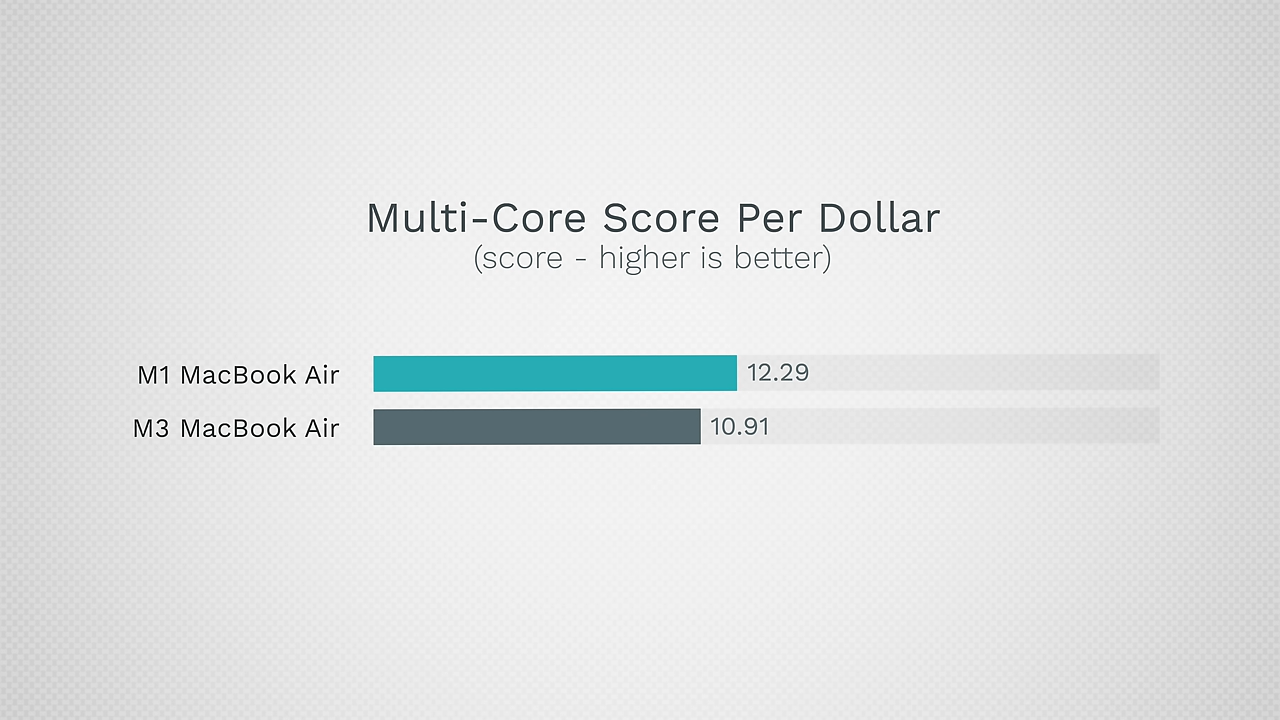 Multi-Core Score Per Dollar
(score - higher is better)
M1 MacBook Air 12.29
M3 MacBook Air 10.91